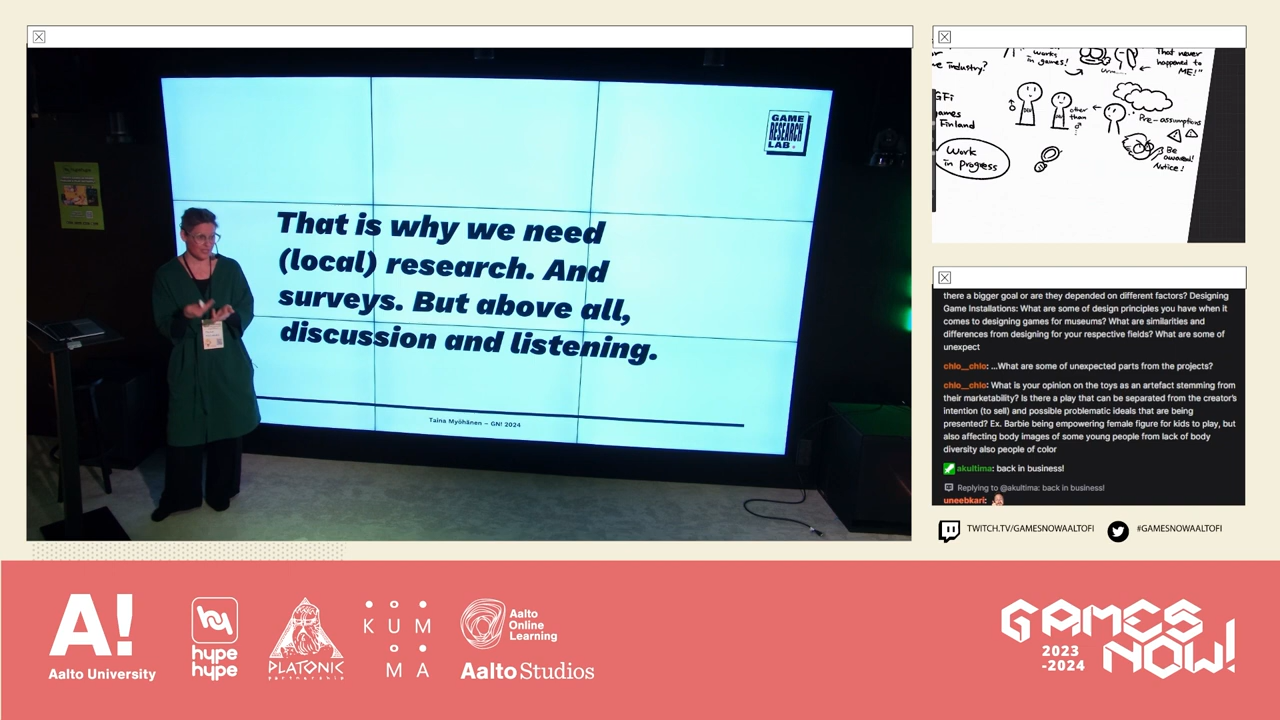 GAME
RESEARCH
LAB
That is why we need
(local) research. And
surveys. But above all,
discussion and listening.
Taina Myöhänen – GN! 2024
works
in games!
That never
happened to
ME!"
e industry?
other
than
Pre-assumptions
GFi
Finland
Work
in Progress
Be
aware!
Notice!
there a bigger goal or are they depended on different factors? Designing
Game Installations: What are some of design principles you have when it
comes to designing games for museums? What are similarities and
differences from designing for your respective fields? What are some of
unexpect
chlo__chlo: ...What are some of unexpected parts from the projects?
chlo__chlo: What is your opinion on the toys as an artefact stemming from
their marketability? Is there a play that can be separated from the creator's
intention (to sell) and possible problematic ideals that are being
presented? Ex. Barbie being empowering female figure for kids to play, but
also affecting body images of some young people from lack of body
diversity also people of color
akultima: back in business!
Replying to @akultima: back in business!
uneebkari:
TWITCH.TV/GAMESNOWAALTOFI
#GAMESNOWAALTOFI
A!
Aalto University
hype
hype
PLATONIC
partnership
KUM
MA
Aalto
Online
Learning
Aalto Studios
GAMES
NOW!
2023
-2024